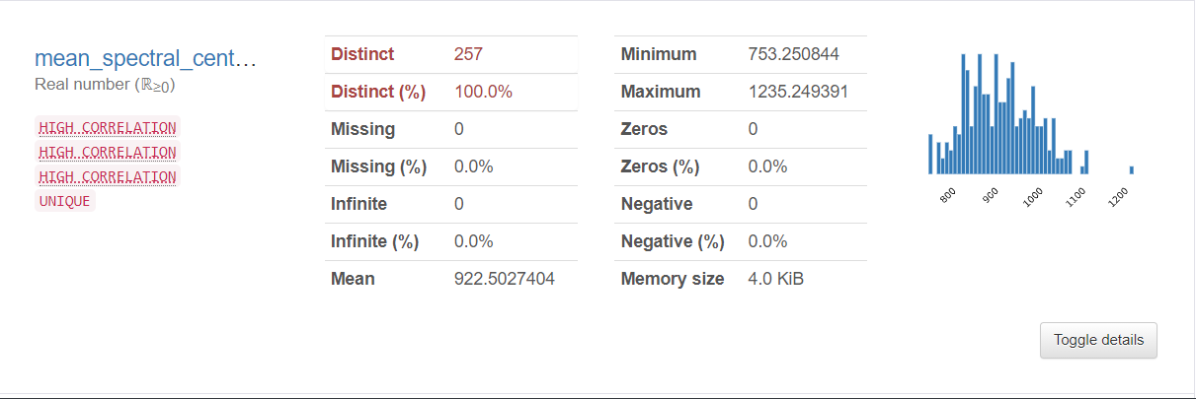 mean_spectral_cent…
Real number (ℝ≥0)
HIGH CORRELATION
HIGH CORRELATION
HIGH CORRELATION
UNIQUE
Distinct 257
Distinct (%) 100.0%
Missing 0
Missing (%) 0.0%
Infinite 0
Infinite (%) 0.0%
Mean 922.5027404
Minimum 753.250844
Maximum 1235.249391
Zeros 0
Zeros (%) 0.0%
Negative 0
Negative (%) 0.0%
Memory size 4.0 KiB
800 900 1000 1100 1200
Toggle details